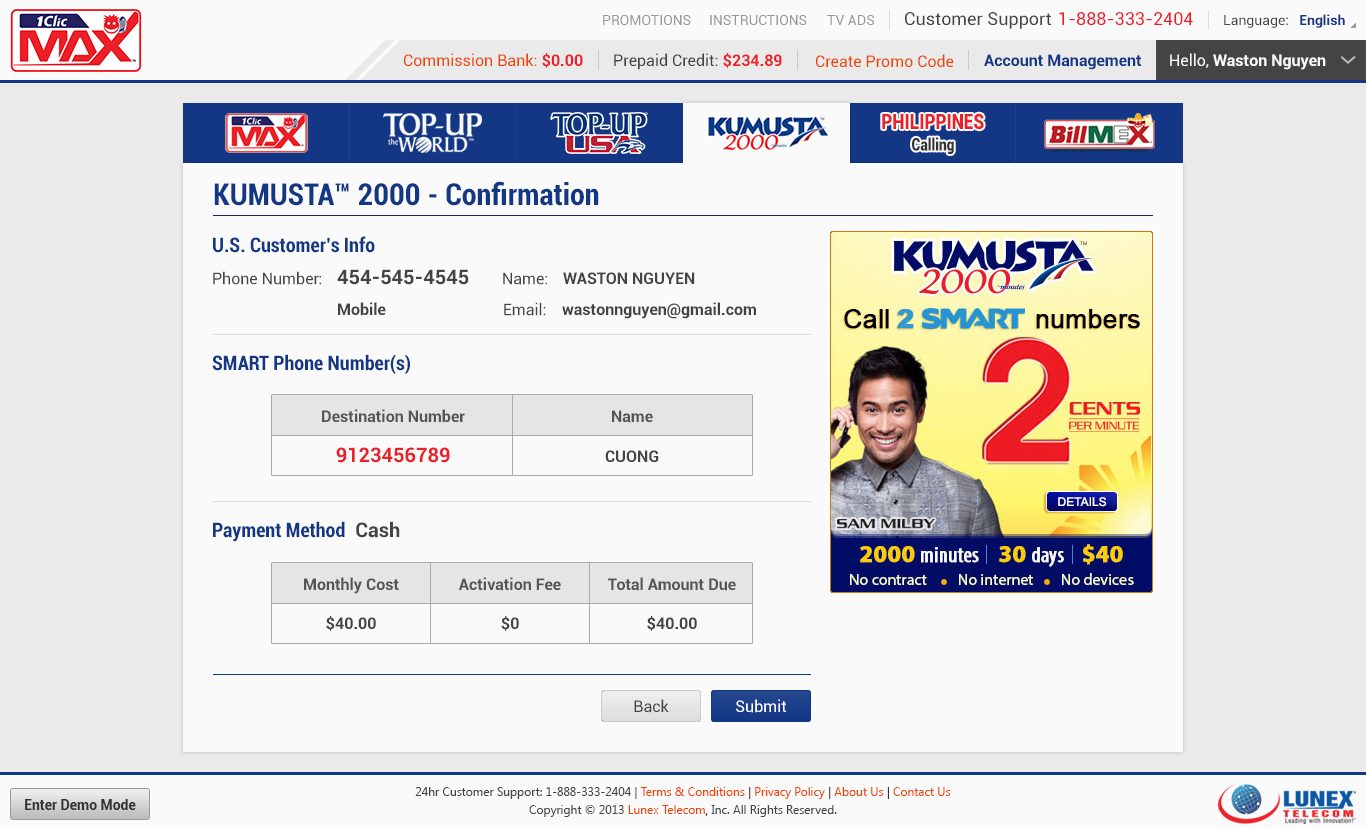 1Clic
MAX
PROMOTIONS INSTRUCTIONS TV ADS Customer Support 1-888-333-2404 Language: English
Commission Bank: $0.00 Prepaid Credit: $234.89 Create Promo Code Account Management Hello, Waston Nguyen
1Clic
MAX
TOP-UP
the WORLD™
TOP-UP
USA
KUMUSTA
2000
PHILIPPINES
Calling
BillMEX
KUMUSTA™ 2000 - Confirmation
U.S. Customer's Info
Phone Number: 454-545-4545 Name: WASTON NGUYEN
Mobile Email: wastonnguyen@gmail.com
SMART Phone Number(s)
Destination Number Name
9123456789 CUONG
Payment Method Cash
Monthly Cost Activation Fee Total Amount Due
$40.00 $0 $40.00
Back Submit
KUMUSTA™
2000 minutes
Call 2 SMART numbers
2 CENTS
PER MINUTE
DETAILS
SAM MILBY
2000 minutes | 30 days | $40
No contract • No internet • No devices
Enter Demo Mode
24hr Customer Support: 1-888-333-2404 | Terms & Conditions | Privacy Policy | About Us | Contact Us
Copyright © 2013 Lunex Telecom, Inc. All Rights Reserved.
LUNEX
TELECOM
Leading with Innovation!